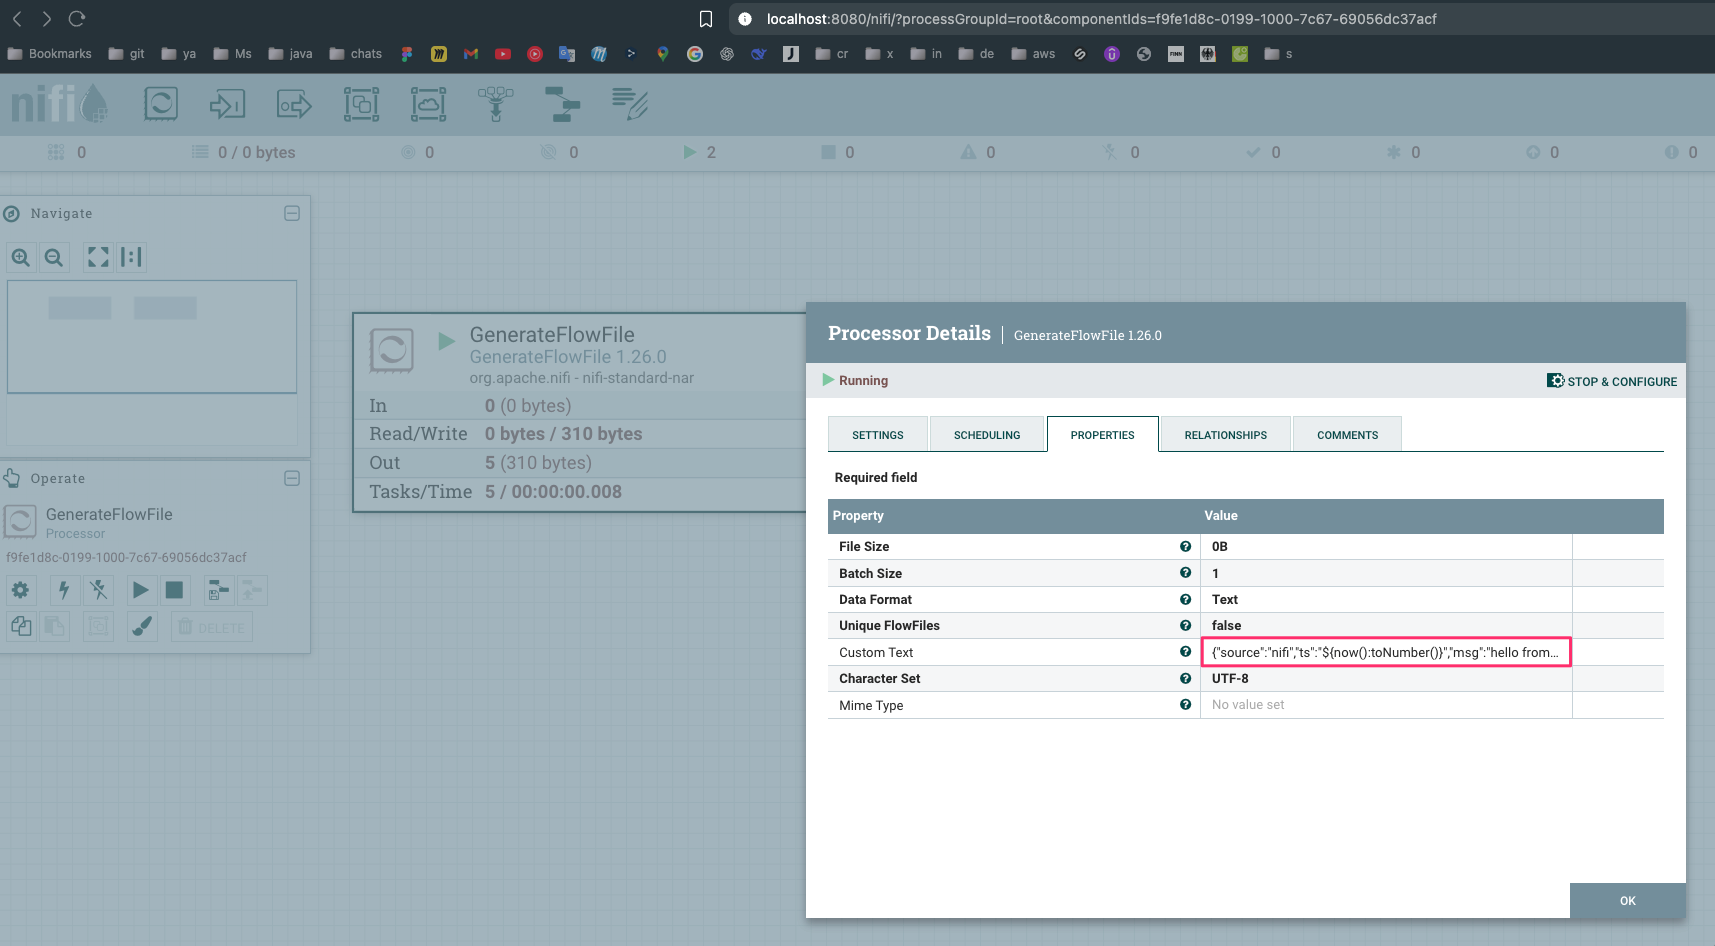 localhost:8080/nifi/?processGroupId=root&componentIds=f9fe1d8c-0199-1000-7c67-69056dc37acf
Bookmarks git ya Ms java chats cr x in de aws s
nifi
0 0 / 0 bytes 0 0 2 0 0 0 0 0 0 0
Navigate
Operate
GenerateFlowFile
Processor
f9fe1d8c-0199-1000-7c67-69056dc37acf
DELETE
GenerateFlowFile
GenerateFlowFile 1.26.0
org.apache.nifi - nifi-standard-nar
In 0 (0 bytes)
Read/Write 0 bytes / 310 bytes
Out 5 (310 bytes)
Tasks/Time 5 / 00:00:00.008
Processor Details | GenerateFlowFile 1.26.0
Running STOP & CONFIGURE
SETTINGS SCHEDULING PROPERTIES RELATIONSHIPS COMMENTS
Required field
Property Value
File Size 0B
Batch Size 1
Data Format Text
Unique FlowFiles false
Custom Text {"source":"nifi","ts":"${now():toNumber()}","msg":"hello from...
Character Set UTF-8
Mime Type No value set
OK